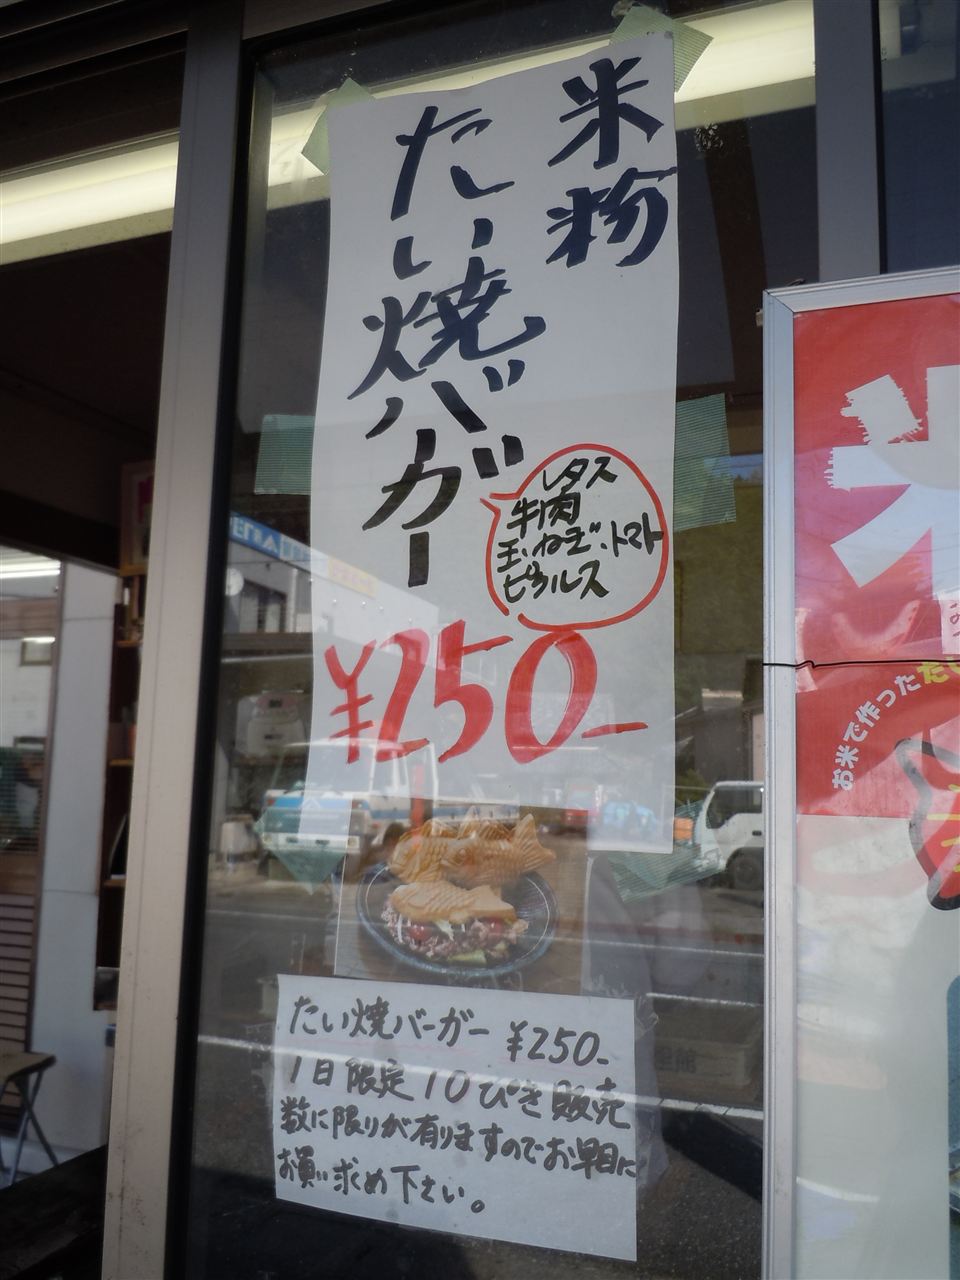 米粉
たい焼バガー
レタス
牛肉
玉ねぎ・トマト
ピクルス
¥250-
たい焼バーガー ¥250-
1日限定10ぴき販売
数に限りが有りますのでお早目に
お買い求め下さい。
米
お米で作ったたい